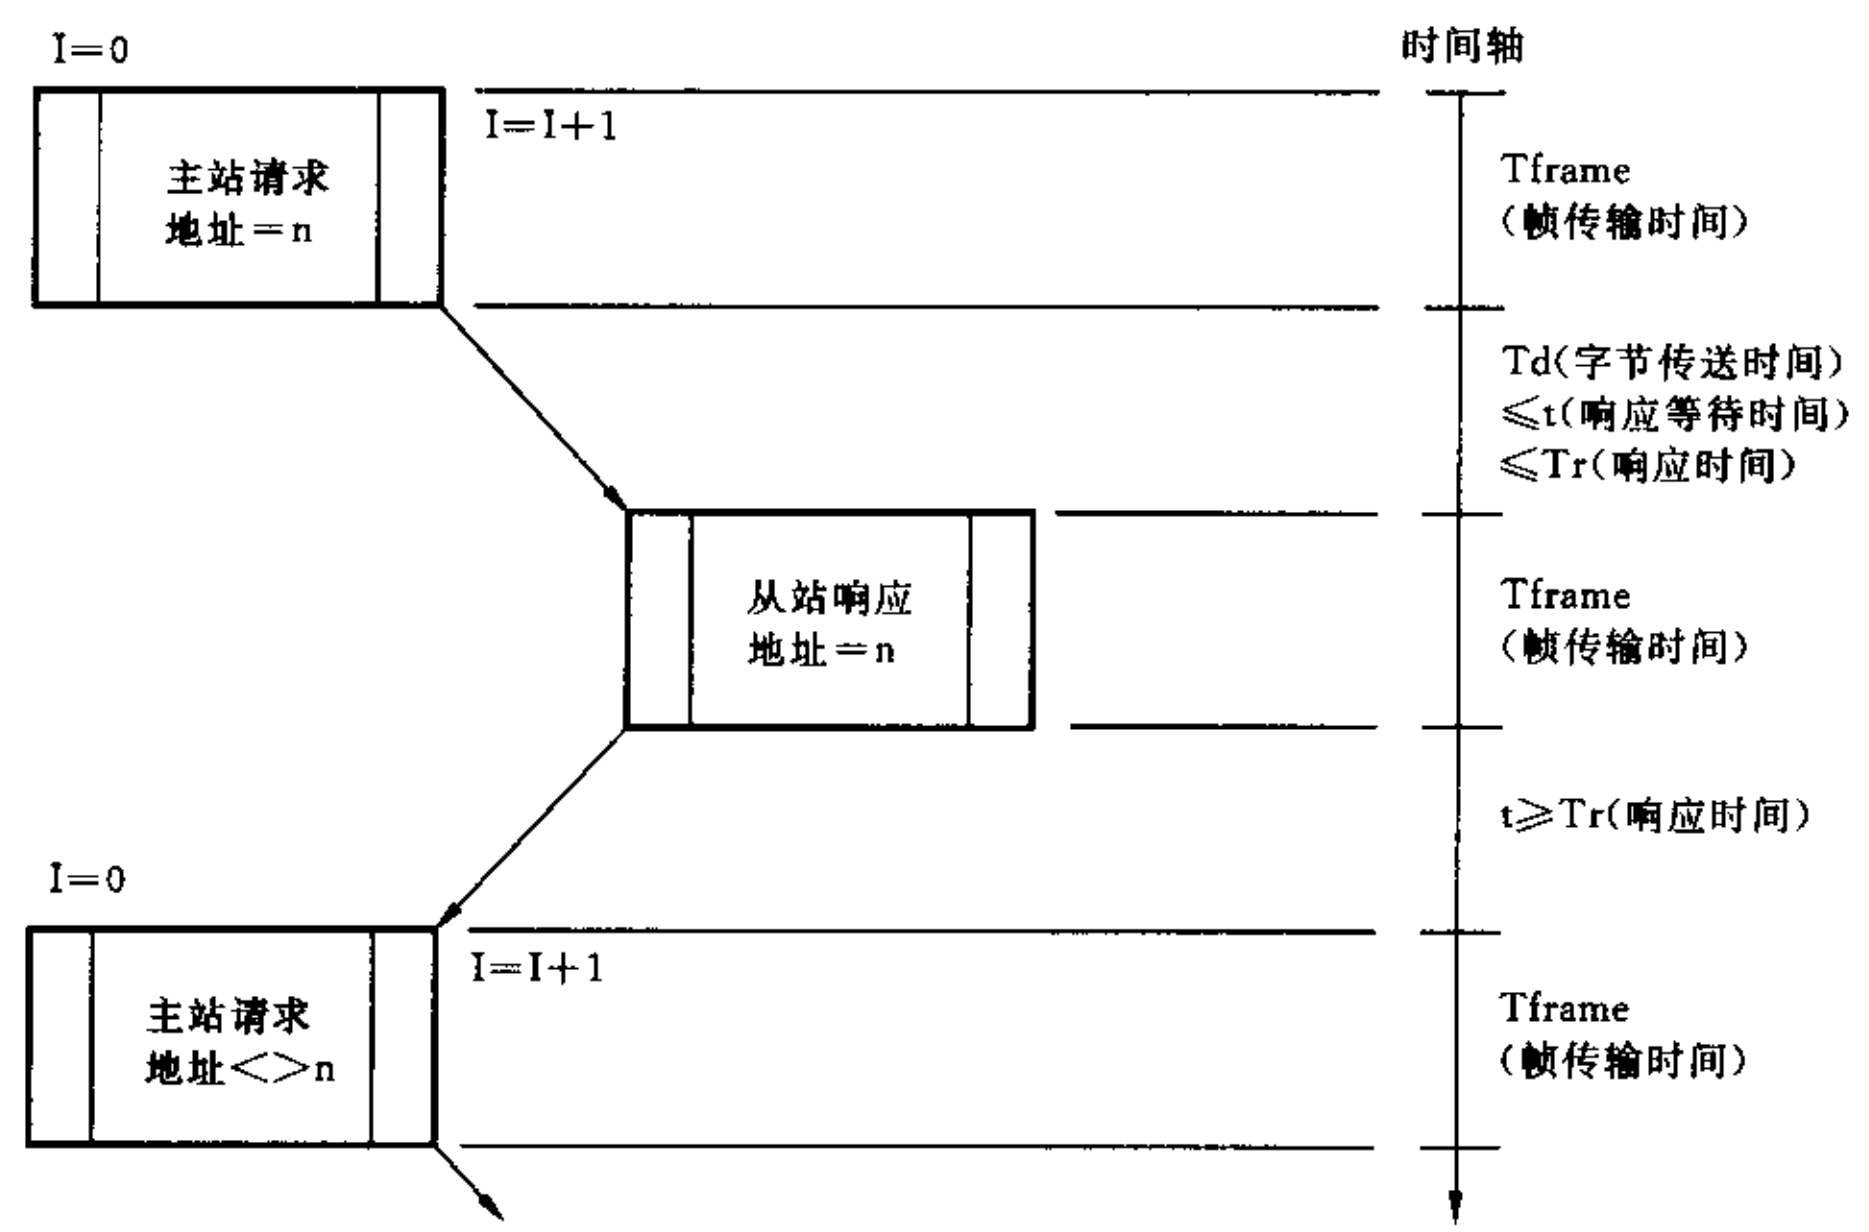 I=0
时间轴
I=I+1
主站请求
地址=n
Tframe
(帧传输时间)
Td(字节传送时间)
≤t(响应等待时间)
≤Tr(响应时间)
从站响应
地址=n
Tframe
(帧传输时间)
t≥Tr(响应时间)
I=0
I=I+1
主站请求
地址<>n
Tframe
(帧传输时间)